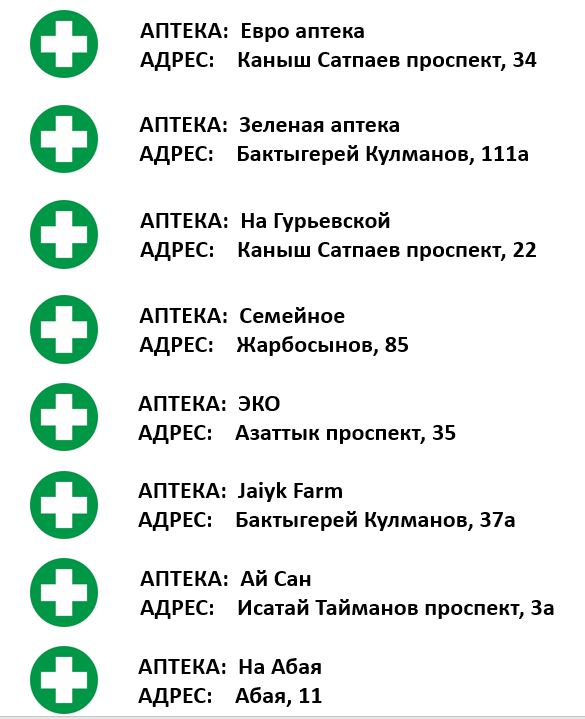 АПТЕКА: Евро аптека
АДРЕС: Каныш Сатпаев проспект, 34
АПТЕКА: Зеленая аптека
АДРЕС: Бактыгерей Кулманов, 111а
АПТЕКА: На Гурьевской
АДРЕС: Каныш Сатпаев проспект, 22
АПТЕКА: Семейное
АДРЕС: Жарбосынов, 85
АПТЕКА: ЭКО
АДРЕС: Азаттык проспект, 35
АПТЕКА: Jaiyk Farm
АДРЕС: Бактыгерей Кулманов, 37а
АПТЕКА: Ай Сан
АДРЕС: Исатай Тайманов проспект, 3а
АПТЕКА: На Абая
АДРЕС: Абая, 11